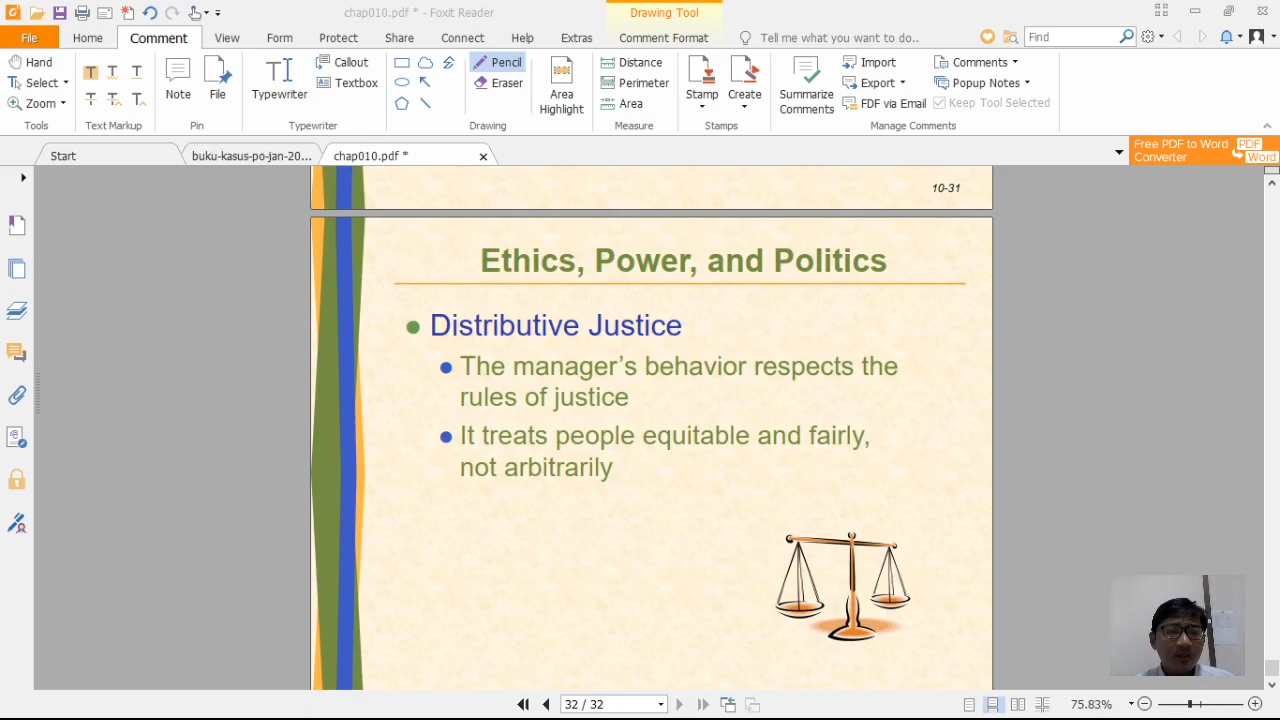 chap010.pdf * - Foxit Reader
Drawing Tool
File Home Comment View Form Protect Share Connect Help Extras Comment Format Tell me what you want to do.. Find
Hand
Select
Zoom
Tools
T T T
T T T
Text Markup
Note
File
Pin
Typewriter
Callout
Textbox
Typewriter
Pencil
Eraser
Area
Highlight
Drawing
Distance
Perimeter
Area
Measure
Stamp
Create
Stamps
Summarize
Comments
Import
Export
FDF via Email
Comments
Popup Notes
Keep Tool Selected
Manage Comments
Start
buku-kasus-po-jan-20...
chap010.pdf *
Free PDF to Word
Converter
PDF
Word
10-31
Ethics, Power, and Politics
Distributive Justice
The manager’s behavior respects the
rules of justice
It treats people equitable and fairly,
not arbitrarily
32 / 32
75.83%